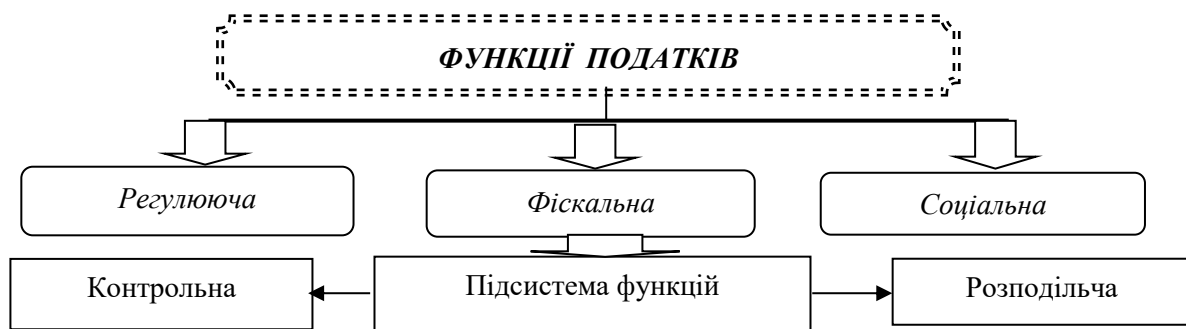 ФУНКЦІЇ ПОДАТКІВ
Регулююча
Фіскальна
Соціальна
Контрольна
Підсистема функцій
Розподільча